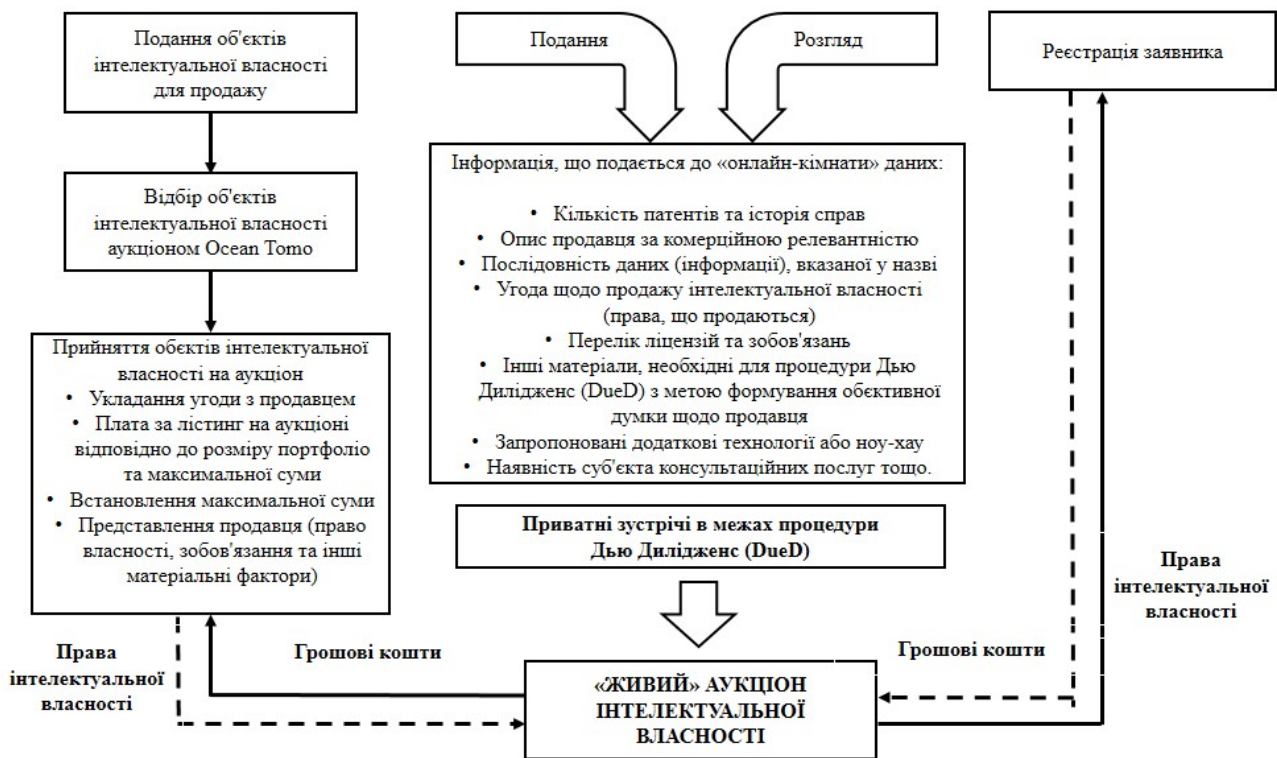 Подання об'єктів
інтелектуальної власності
для продажу
Відбір об'єктів
інтелектуальної власності
аукціоном Ocean Tomo
Прийняття обєктів інтелектуальної
власності на аукціон
• Укладання угоди з продавцем
• Плата за лістинг на аукціоні
відповідно до розміру портфоліо
та максимальної суми
• Встановлення максимальної суми
• Представлення продавця (право
власності, зобов'язання та інші
матеріальні фактори)
Подання
Розгляд
Інформація, що подається до «онлайн-кімнати» даних:
• Кількість патентів та історія справ
• Опис продавця за комерційною релевантністю
• Послідовність даних (інформації), вказаної у назві
• Угода щодо продажу інтелектуальної власності
(права, що продаються)
• Перелік ліцензій та зобов'язань
• Інші матеріали, необхідні для процедури Дью
Дилідженс (DueD) з метою формування обєктивної
думки щодо продавця
• Запропоновані додаткові технології або ноу-хау
• Наявність суб'єкта консультаційних послуг тощо.
Приватні зустрічі в межах процедури
Дью Дилідженс (DueD)
Реєстрація заявника
Права
інтелектуальної
власності
Грошові кошти
«ЖИВИЙ» АУКЦІОН
ІНТЕЛЕКТУАЛЬНОЇ
ВЛАСНОСТІ
Грошові кошти
Права
інтелектуальної
власності